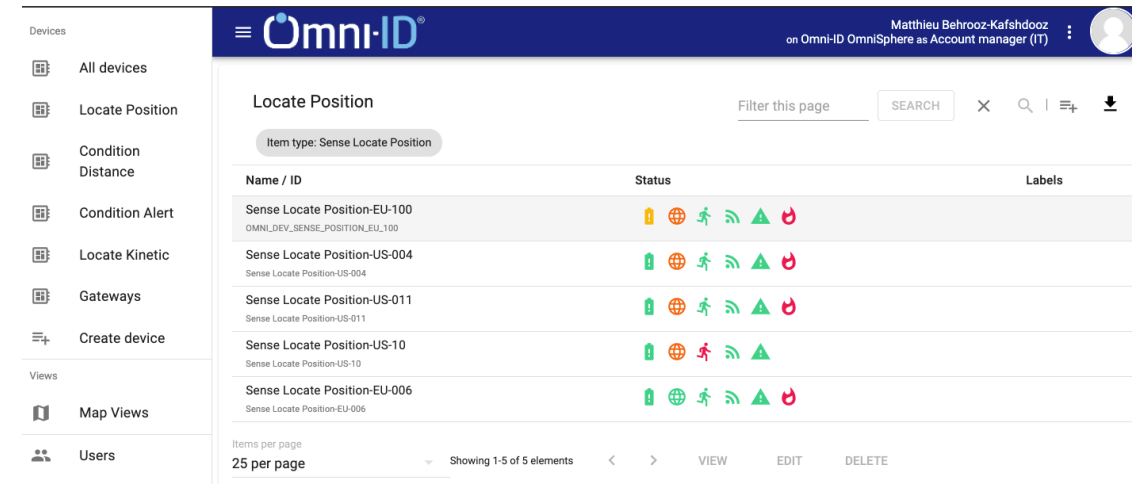 Devices
All devices
Locate Position
Condition
Distance
Condition Alert
Locate Kinetic
Gateways
Create device
Views
Map Views
Users
Omni-ID®
Matthieu Behrooz-Kafshdooz
on Omni-ID OmniSphere as Account manager (IT)
Locate Position
Filter this page
SEARCH
Item type: Sense Locate Position
Name / ID Status Labels
Sense Locate Position-EU-100
OMNI_DEV_SENSE_POSITION_EU_100
Sense Locate Position-US-004
Sense Locate Position-US-004
Sense Locate Position-US-011
Sense Locate Position-US-011
Sense Locate Position-US-10
Sense Locate Position-US-10
Sense Locate Position-EU-006
Sense Locate Position-EU-006
Items per page
25 per page Showing 1-5 of 5 elements VIEW EDIT DELETE